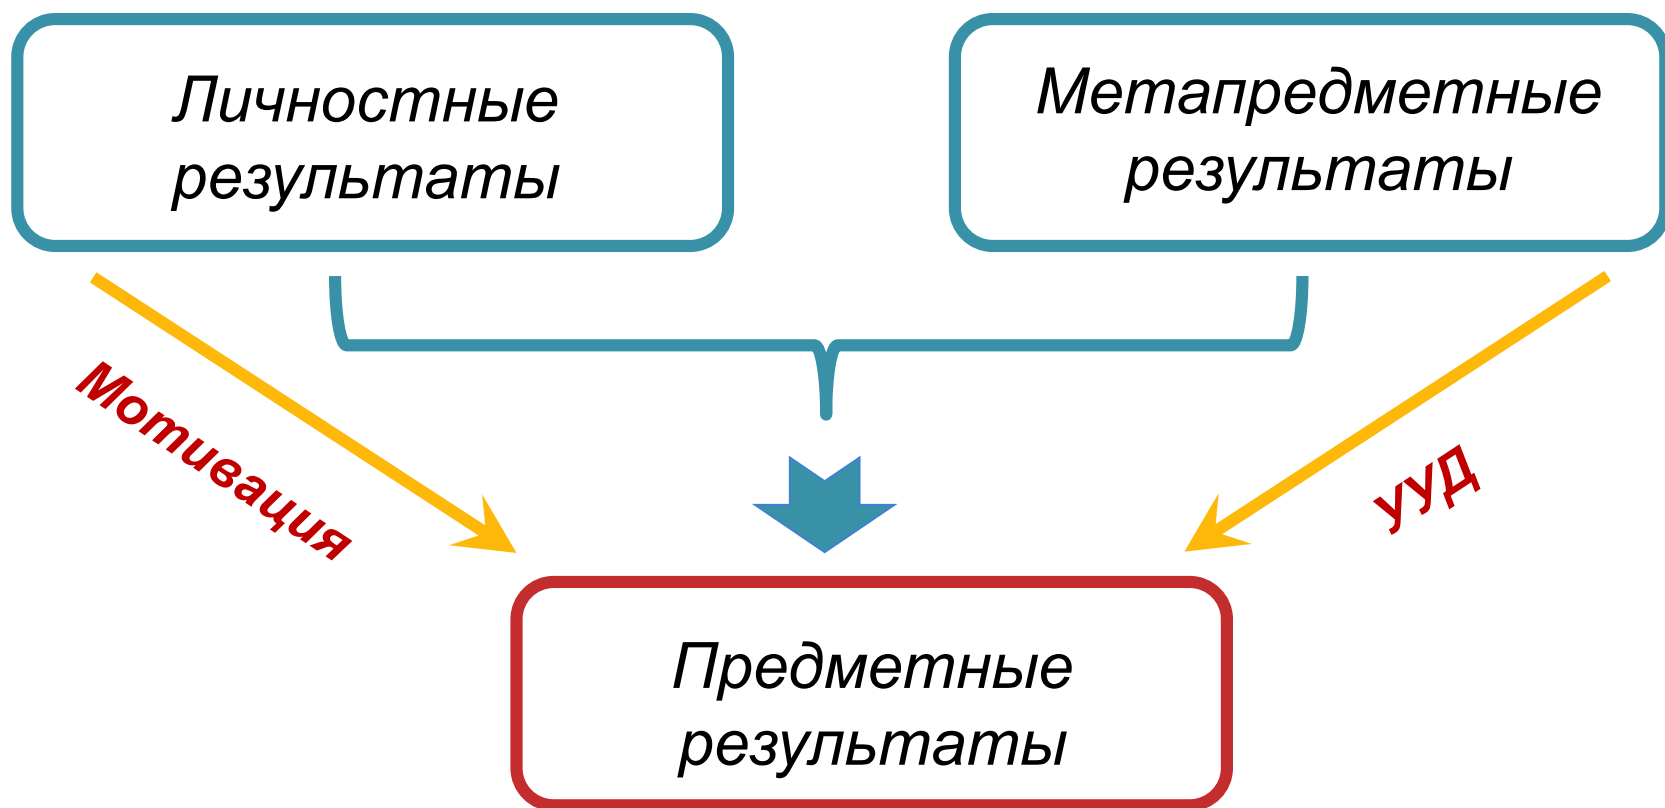 Личностные
результаты
Метапредметные
результаты
Мотивация
УУД
Предметные
результаты